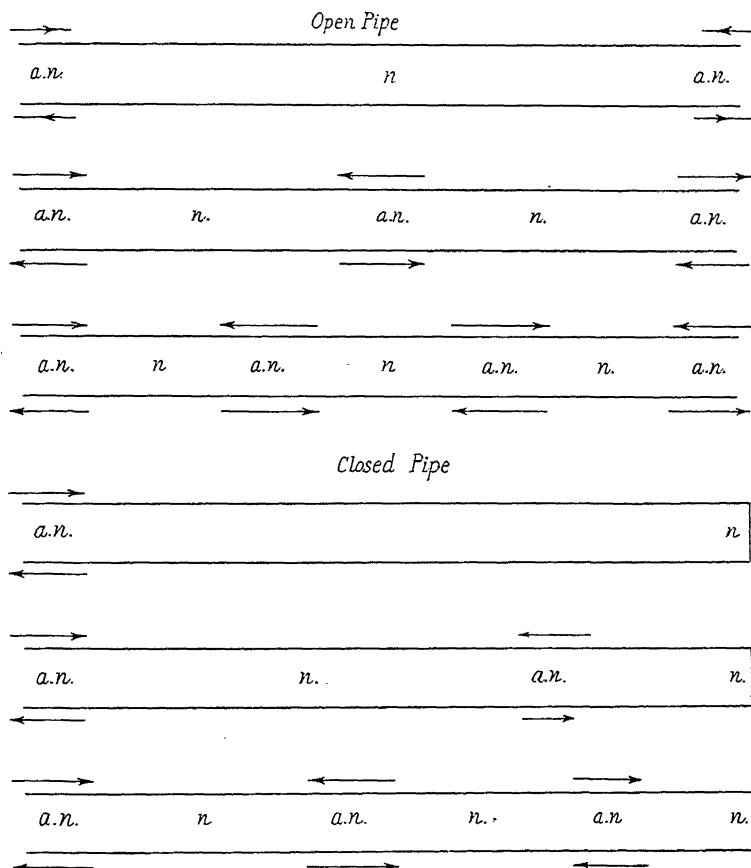 Open Pipe
a.n. n a.n.
a.n. n. a.n. n. a.n.
a.n. n a.n. n a.n. n. a.n.
Closed Pipe
a.n. n
a.n. n. a.n. n.
a.n. n a.n. n. a.n n.